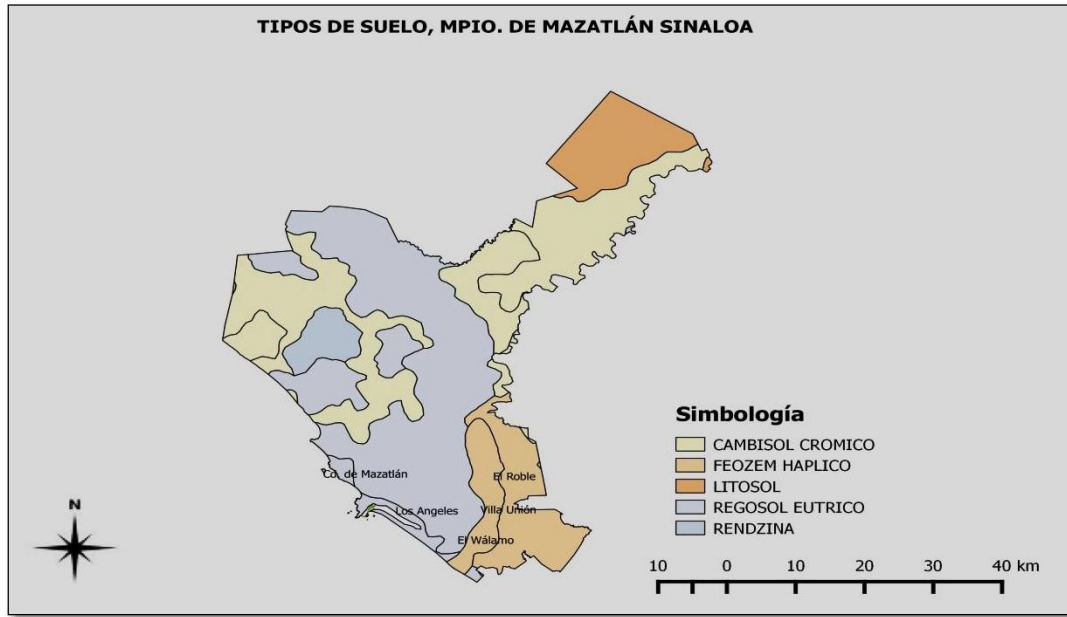 TIPOS DE SUELO, MPIO. DE MAZATLÁN SINALOA
Simbología
CAMBISOL CROMICO
FEOZEM HAPLICO
LITOSOL
REGOSOL EUTRICO
RENDZINA
Cd. de Mazatlán
El Roble
Los Angeles
Villa Unión
El Wálamo
N
10 0 10 20 30 40 km